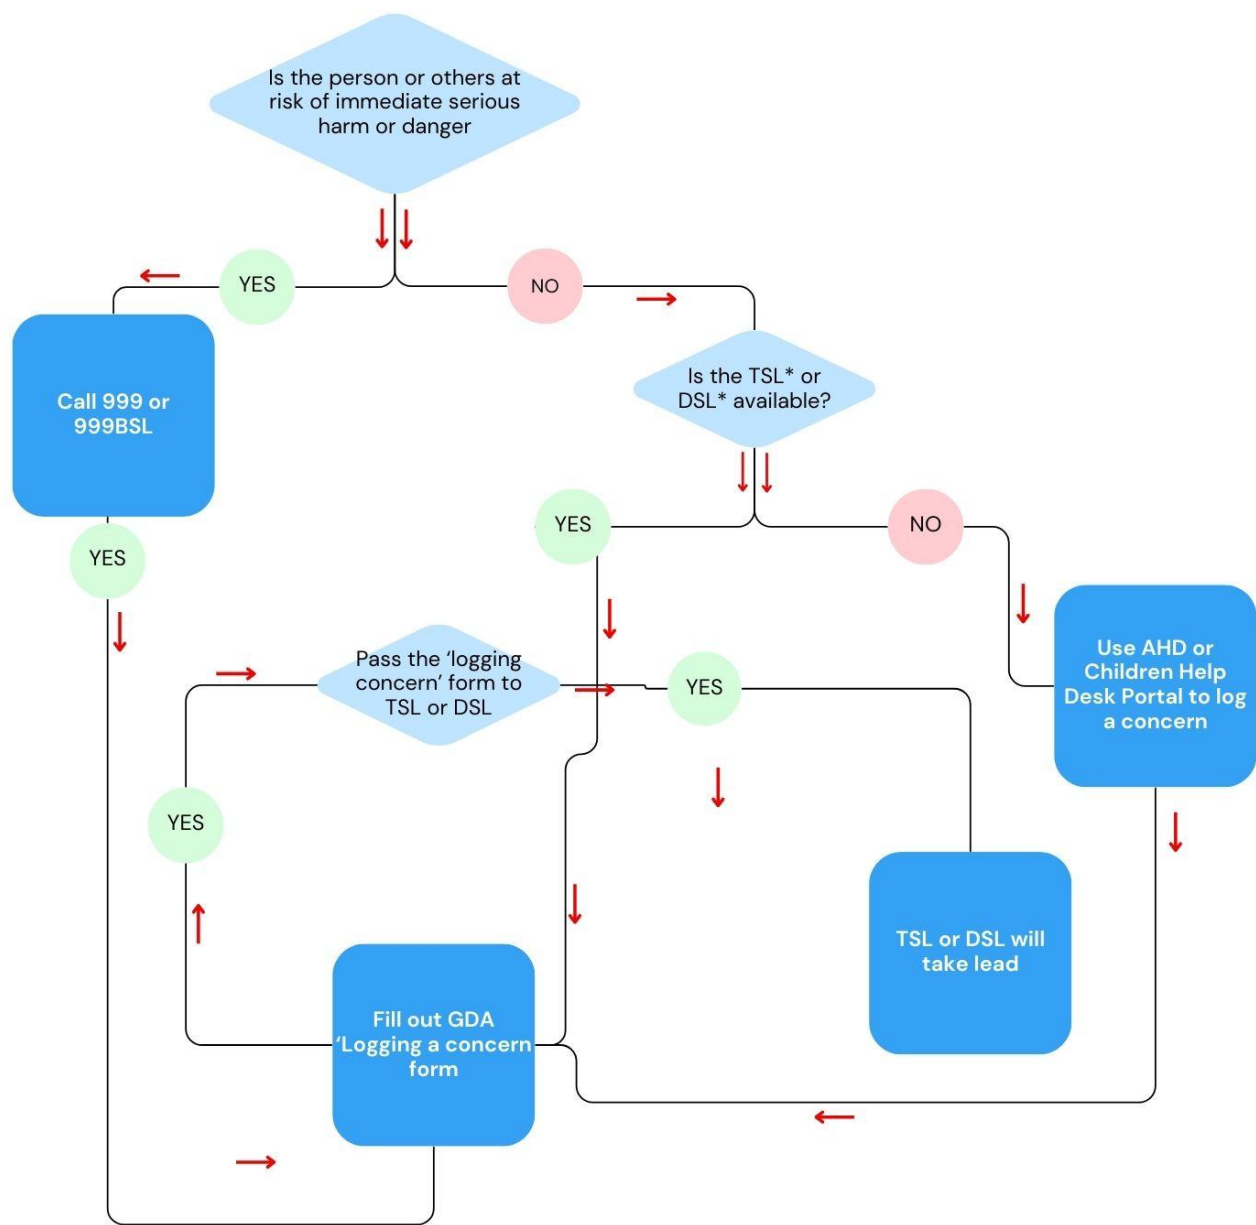 Is the person or others at
risk of immediate serious
harm or danger
YES
NO
Call 999 or
999BSL
Is the TSL* or
DSL* available?
YES
YES
NO
Pass the ‘logging
concern’ form to
TSL or DSL
YES
Use AHD or
Children Help
Desk Portal to log
a concern
YES
TSL or DSL will
take lead
Fill out GDA
‘Logging a concern
form